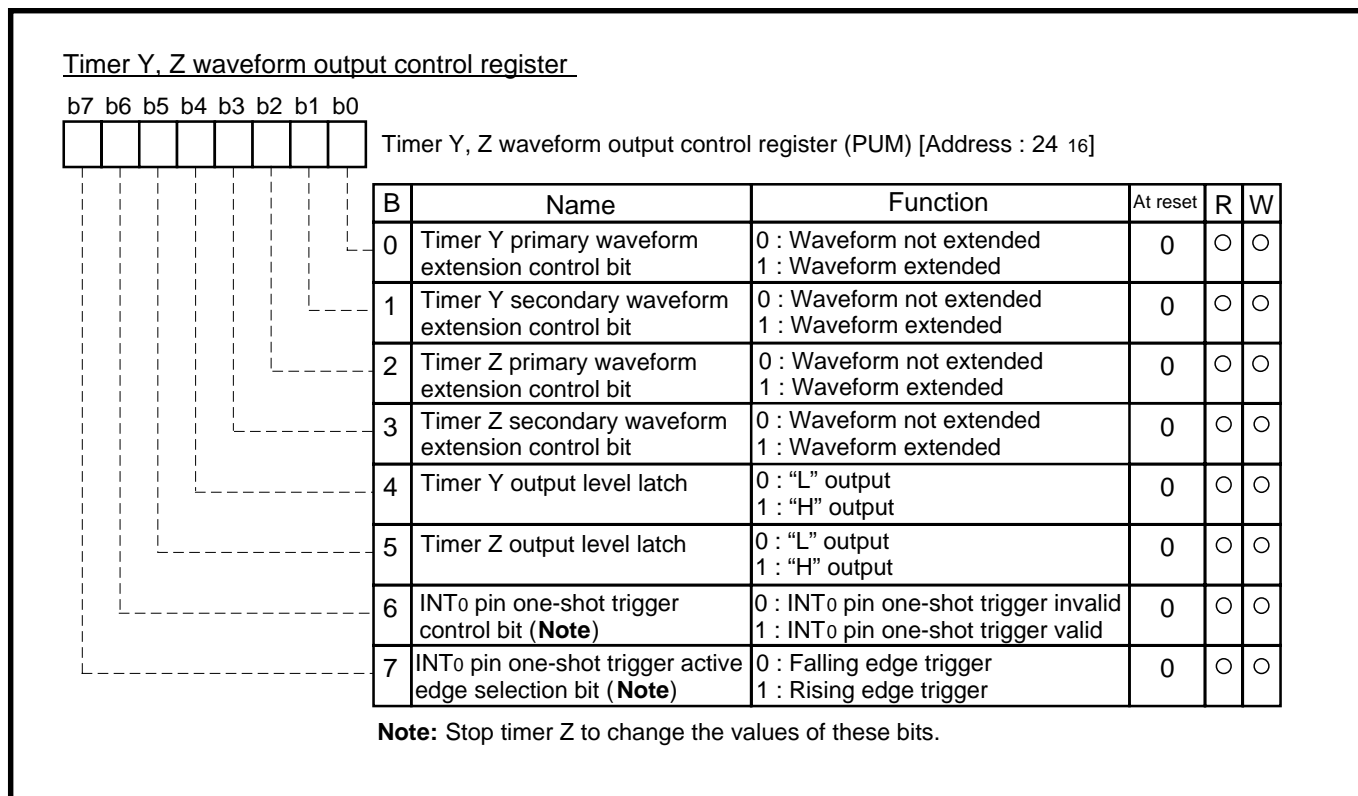 Timer Y, Z waveform output control register
b7 b6 b5 b4 b3 b2 b1 b0
Timer Y, Z waveform output control register (PUM) [Address : 24 16]
B Name Function At reset R W
0 Timer Y primary waveform extension control bit 0 : Waveform not extended 0 ○ ○
1 : Waveform extended
1 Timer Y secondary waveform extension control bit 0 : Waveform not extended 0 ○ ○
1 : Waveform extended
2 Timer Z primary waveform extension control bit 0 : Waveform not extended 0 ○ ○
1 : Waveform extended
3 Timer Z secondary waveform extension control bit 0 : Waveform not extended 0 ○ ○
1 : Waveform extended
4 Timer Y output level latch 0 : “L” output 0 ○ ○
1 : “H” output
5 Timer Z output level latch 0 : “L” output 0 ○ ○
1 : “H” output
6 INT0 pin one-shot trigger control bit (Note) 0 : INT0 pin one-shot trigger invalid 0 ○ ○
1 : INT0 pin one-shot trigger valid
7 INT0 pin one-shot trigger active edge selection bit (Note) 0 : Falling edge trigger 0 ○ ○
1 : Rising edge trigger
Note: Stop timer Z to change the values of these bits.